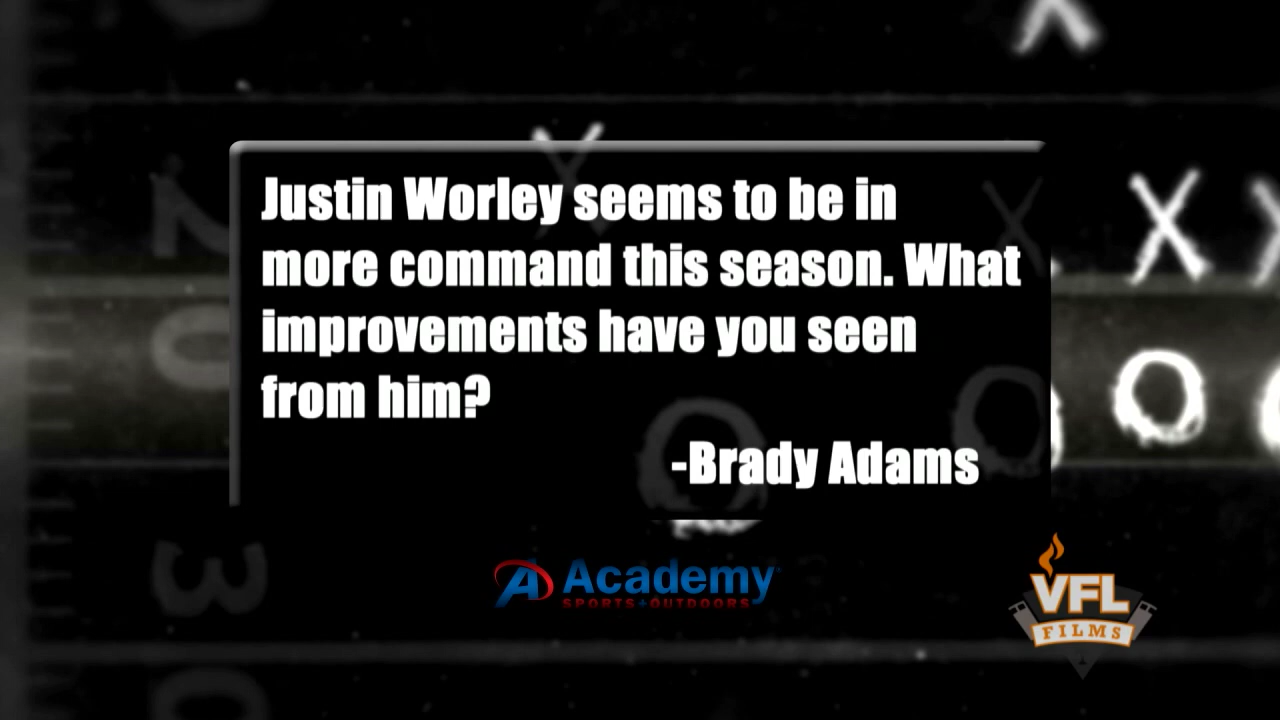 Justin Worley seems to be in
more command this season. What
improvements have you seen
from him?
-Brady Adams
Academy
SPORTS+OUTDOORS
VFL
FILMS